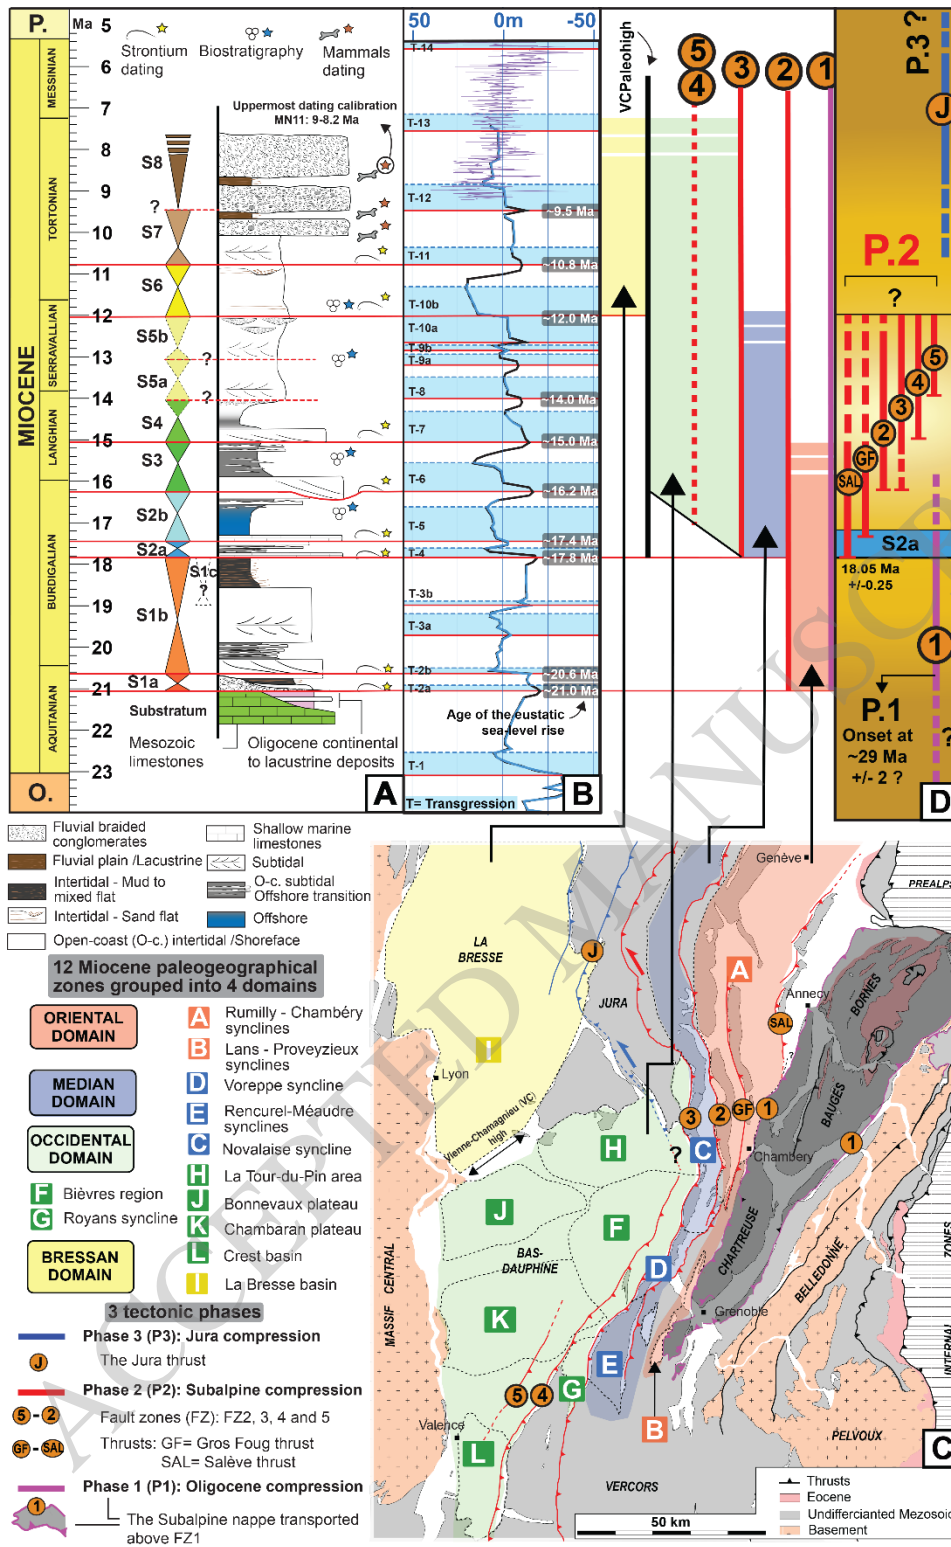 P.
Ma
5
6
7
8
9
10
11
12
13
14
15
16
17
18
19
20
21
22
23
O.
MIOCENE
MESSINIAN
TORTONIAN
SERRAVALLIAN
LANGHIAN
BURDIGALIAN
AQUITANIAN
Strontium
dating
Biostratigraphy
Mammals
dating
Uppermost dating calibration
MN11: 9-8.2 Ma
S8
?
S7
S6
S5b
?
S5a
?
S4
S3
S2b
S2a
S1c
?
S1b
S1a
Substratum
Mesozoic
limestones
Oligocene continental
to lacustrine deposits
A
50 0m -50
T-14
T-13
T-12
~9.5 Ma
T-11
~10.8 Ma
T-10b
~12.0 Ma
T-10a
T-9b
T-9a
T-8
~14.0 Ma
T-7
~15.0 Ma
T-6
~16.2 Ma
T-5
~17.4 Ma
T-4
~17.8 Ma
T-3b
T-3a
T-2b
~20.6 Ma
T-2a
~21.0 Ma
Age of the eustatic
sea-level rise
T-1
T= Transgression
B
VCPaleohigh
5
4
3
2
1
P.3 ?
J
P.2
?
5
4
3
2
GF
SAL
S2a
18.05 Ma
+/-0.25
1
P.1
Onset at
~29 Ma
+/- 2 ?
?
D
Fluvial braided
conglomerates
Fluvial plain /Lacustrine
Intertidal - Mud to
mixed flat
Intertidal - Sand flat
Open-coast (O-c.) intertidal /Shoreface
Shallow marine
limestones
Subtidal
O-c. subtidal
Offshore transition
Offshore
12 Miocene paleogeographical
zones grouped into 4 domains
ORIENTAL
DOMAIN
MEDIAN
DOMAIN
OCCIDENTAL
DOMAIN
F Bièvres region
G Royans syncline
BRESSAN
DOMAIN
A Rumilly - Chambéry
synclines
B Lans - Proveyzieux
synclines
D Voreppe syncline
E Rencurel-Méaudre
synclines
C Novalaise syncline
H La Tour-du-Pin area
J Bonnevaux plateau
K Chambaran plateau
L Crest basin
I La Bresse basin
3 tectonic phases
Phase 3 (P3): Jura compression
J The Jura thrust
Phase 2 (P2): Subalpine compression
5 - 2 Fault zones (FZ): FZ2, 3, 4 and 5
GF - SAL Thrusts: GF= Gros Foug thrust
SAL= Salève thrust
Phase 1 (P1): Oligocene compression
1 The Subalpine nappe transported
above FZ1
Genève
PREALPS
LA
BRESSE
J
JURA
A
Annecy
BORNES
SAL
I
Lyon
BAUGES
Vienne-Chamagnieu (VC)
high
3
2
GF
1
1
H
?
C
Chambéry
J
F
BAS-
DAUPHINE
CHARTREUSE
BELLEDONNE
ZONES
INTERNAL
D
MASSIF CENTRAL
K
Grenoble
E
5
4
G
B
Valence
L
PELVOUX
VERCORS
C
50 km
Thrusts
Eocene
Undiffercianted Mezosoic
Basement
ACCEPTED MANUSC